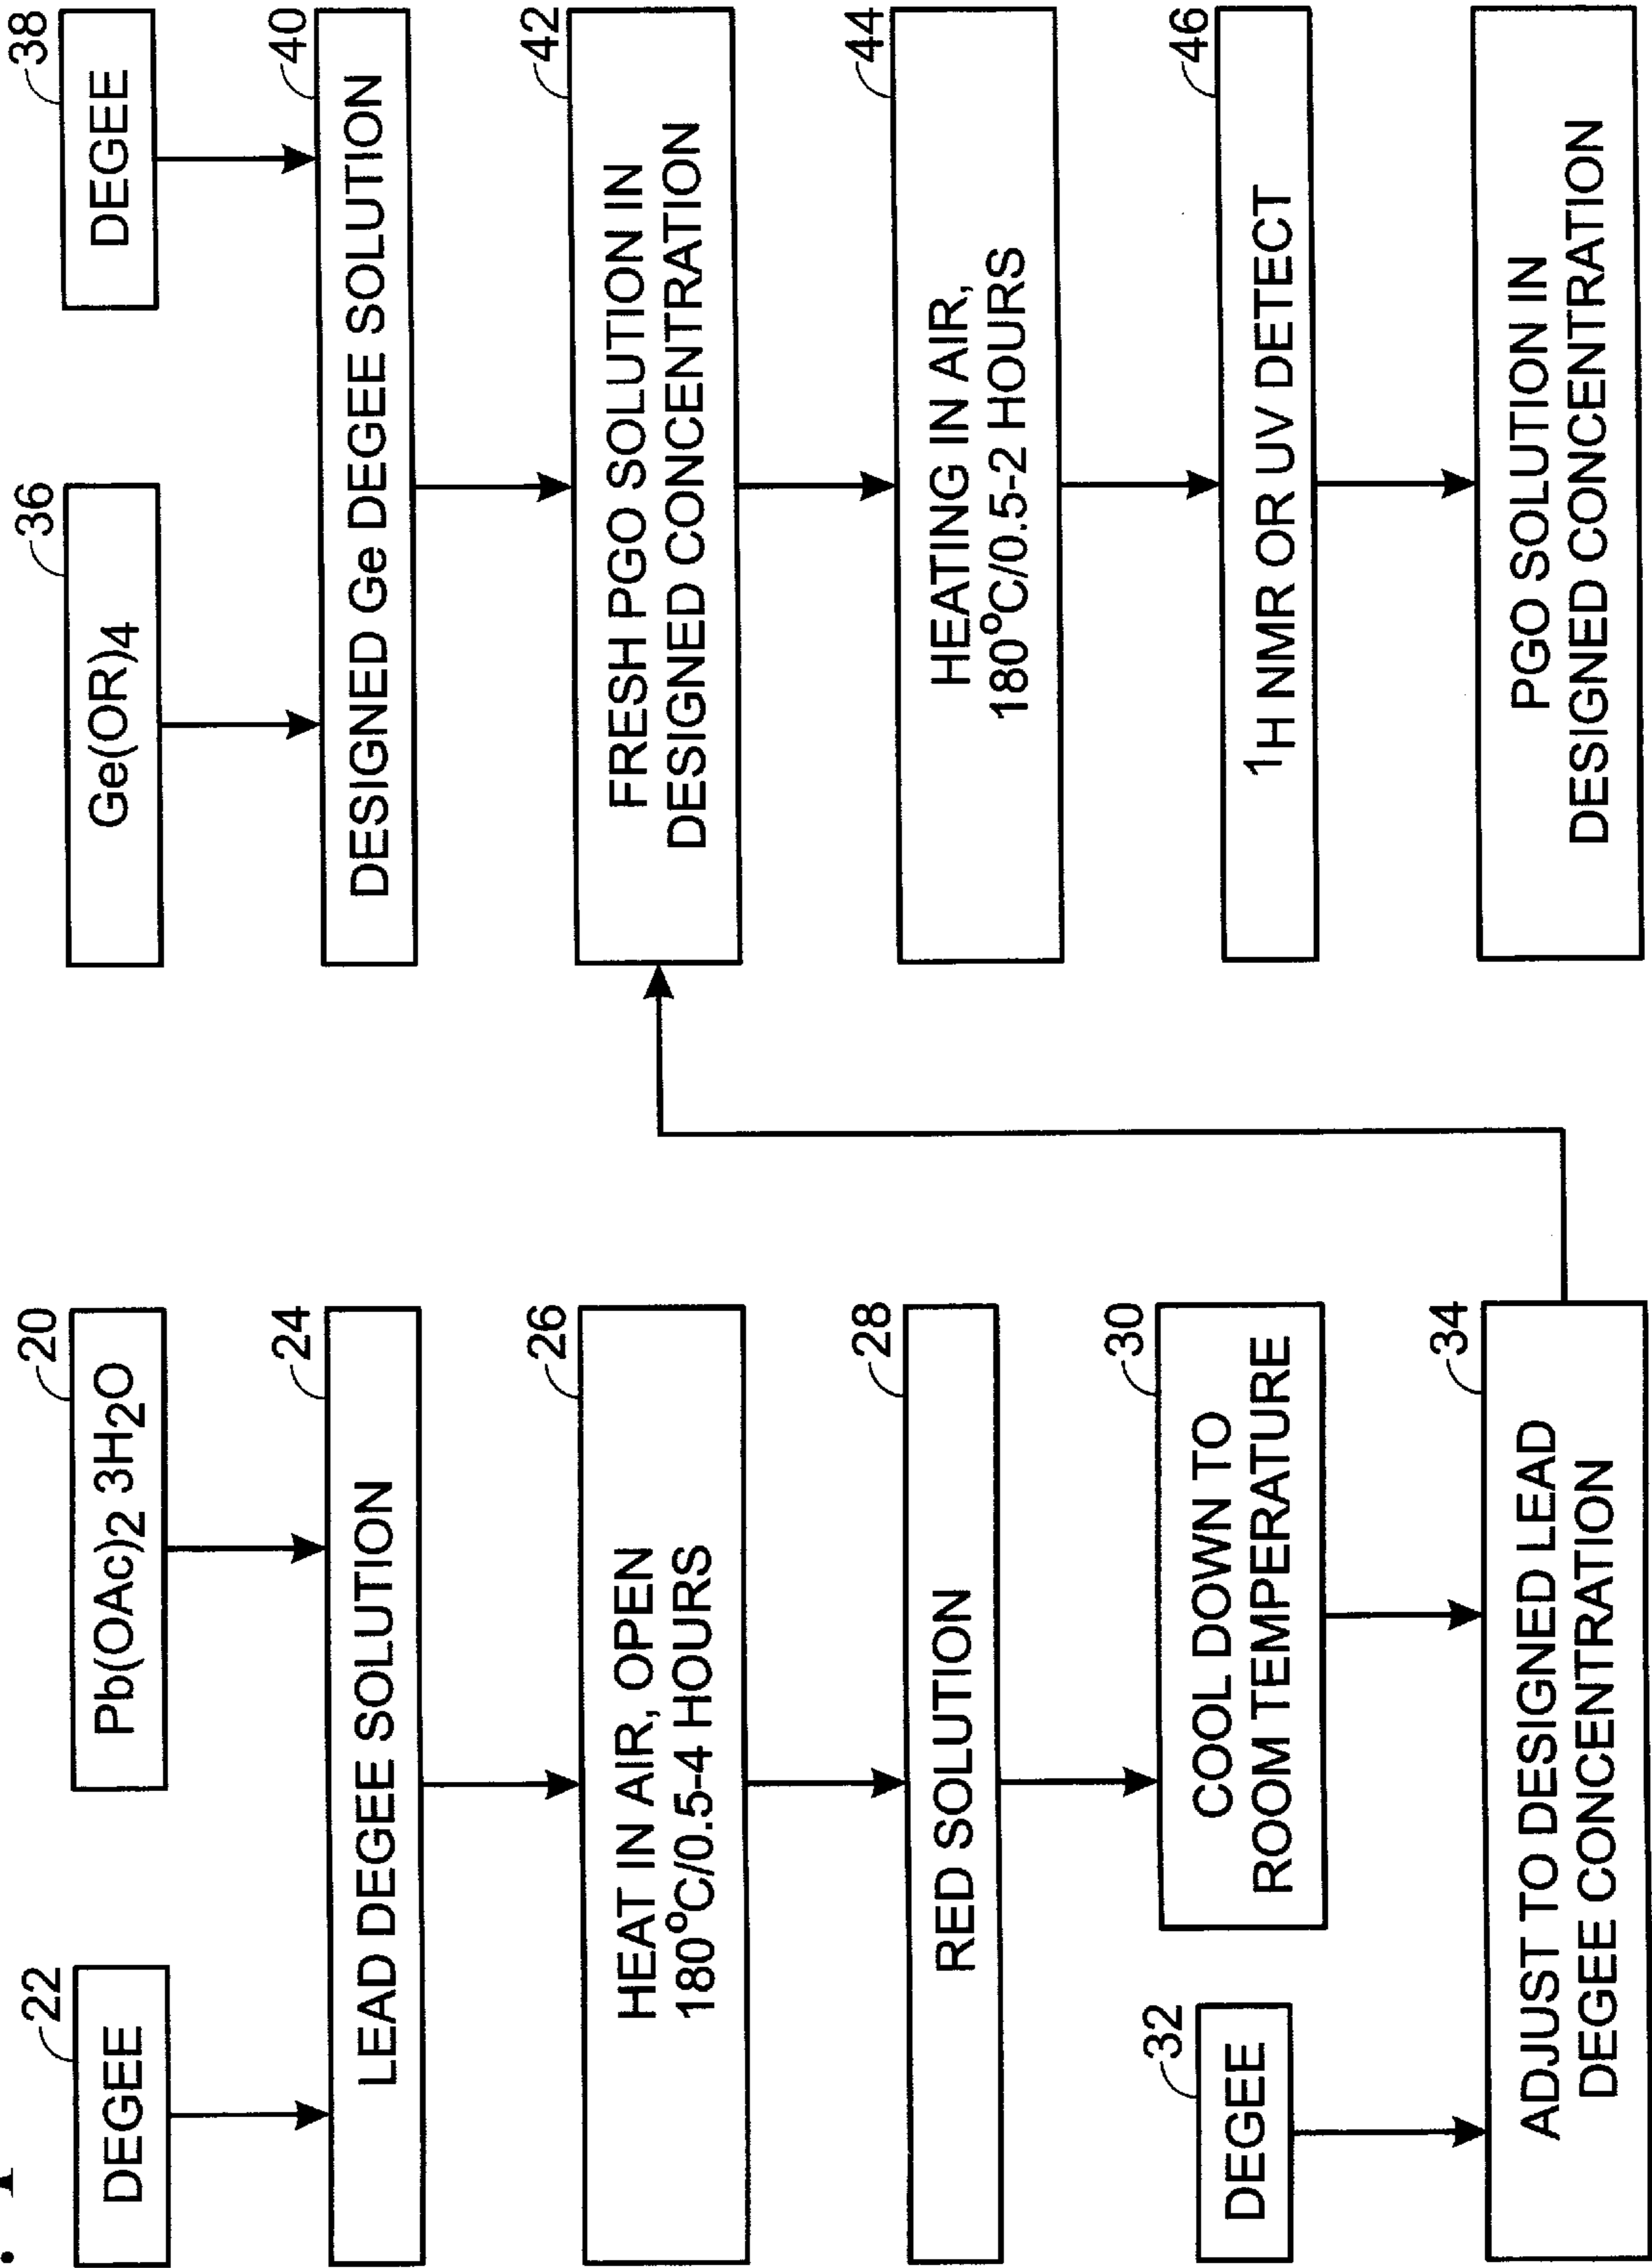 22
DEGEE
20
Pb(OAc)2 3H2O
24
LEAD DEGEE SOLUTION
26
HEAT IN AIR, OPEN
180°C/0.5-4 HOURS
28
RED SOLUTION
30
COOL DOWN TO
ROOM TEMPERATURE
32
DEGEE
34
ADJUST TO DESIGNED LEAD
DEGEE CONCENTRATION
36
Ge(OR)4
38
DEGEE
40
DESIGNED Ge DEGEE SOLUTION
42
FRESH PGO SOLUTION IN
DESIGNED CONCENTRATION
44
HEATING IN AIR,
180°C/0.5-2 HOURS
46
1H NMR OR UV DETECT
PGO SOLUTION IN
DESIGNED CONCENTRATION